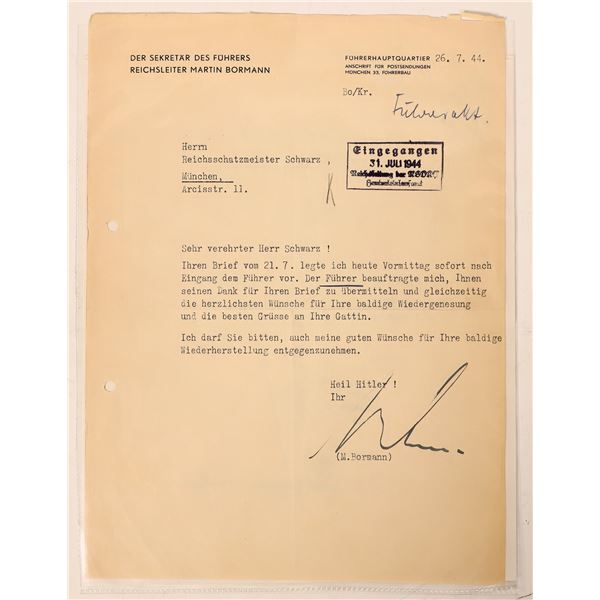 DER SEKRETÄR DES FÜHRERS
REICHSLEITER MARTIN BORMANN
FÜHRERHAUPTQUARTIER 26. 7. 44.
ANSCHRIFT FÜR POSTSENDUNGEN
MÜNCHEN 33, FÜHRERBAU
Bo/Kr.
Führerakt.
Herrn
Reichsschatzmeister Schwarz ,
München,
Arcisstr. 11.
Eingegangen
31. JULI 1944
Reichsleitung der NSDAP
K
Sehr verehrter Herr Schwarz !
Ihren Brief vom 21.7. legte ich heute Vormittag sofort nach
Eingang dem Führer vor. Der Führer beauftragte mich, Ihnen
seinen Dank für Ihren Brief zu übermitteln und gleichzeitig
die herzlichsten Wünsche für Ihre baldige Wiedergenesung
und die besten Grüsse an Ihre Gattin.
Ich darf Sie bitten, auch meine guten Wünsche für Ihre baldige
Wiederherstellung entgegenzunehmen.
Heil Hitler !
Ihr
(M.Bormann)